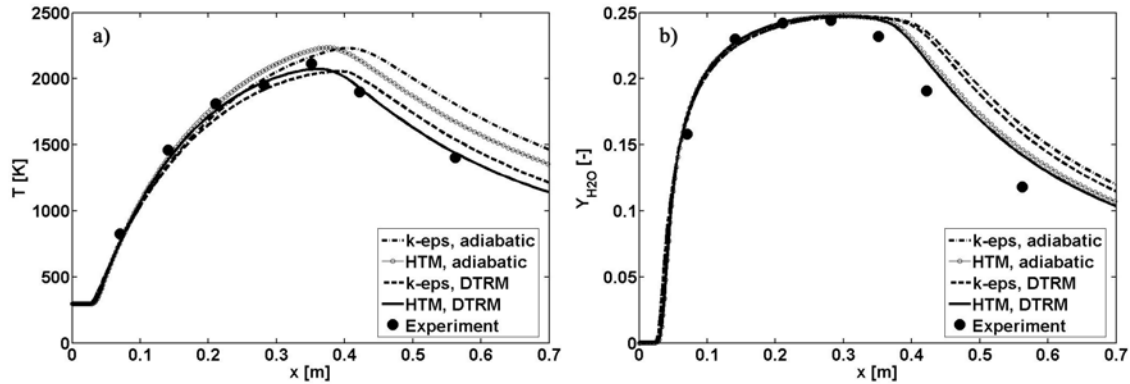 a)
T [K]
2500
2000
1500
1000
500
0
0 0.1 0.2 0.3 0.4 0.5 0.6 0.7
x [m]
k-eps, adiabatic
HTM, adiabatic
k-eps, DTRM
HTM, DTRM
Experiment
b)
Y_H2O [-]
0.25
0.2
0.15
0.1
0.05
0
0 0.1 0.2 0.3 0.4 0.5 0.6 0.7
x [m]
k-eps, adiabatic
HTM, adiabatic
k-eps, DTRM
HTM, DTRM
Experiment